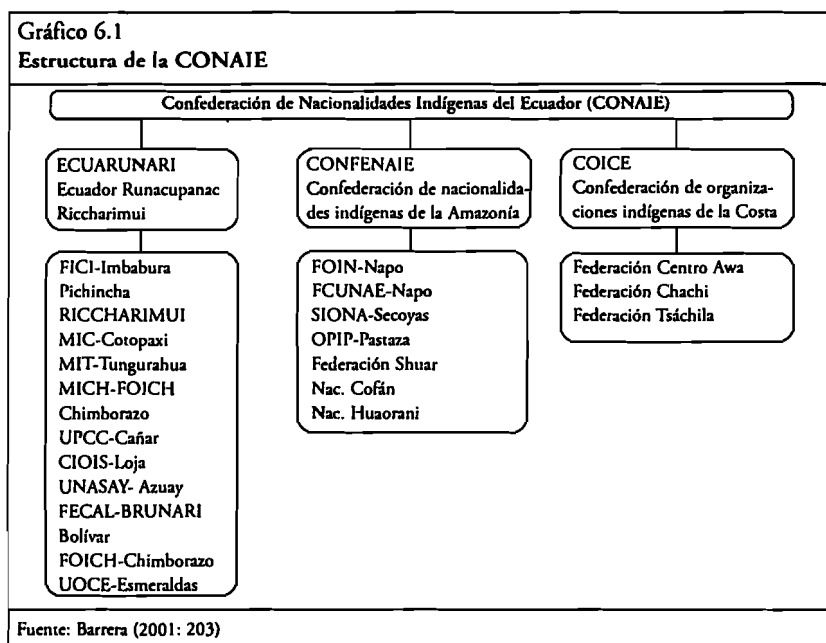 Gráfico 6.1
Estructura de la CONAIE
Confederación de Nacionalidades Indígenas del Ecuador (CONAIE)
ECUARUNARI
Ecuador Runacupanac
Riccharimui
CONFENAIE
Confederación de nacionalida-
des indígenas de la Amazonía
COICE
Confederación de organiza-
ciones indígenas de la Costa
FICI-Imbabura
Pichincha
RICCHARIMUI
MIC-Cotopaxi
MIT-Tungurahua
MICH-FOICH
Chimborazo
UPCC-Cañar
CIOIS-Loja
UNASAY- Azuay
FECAL-BRUNARI
Bolívar
FOICH-Chimborazo
UOCE-Esmeraldas
FOIN-Napo
FCUNAE-Napo
SIONA-Secoyas
OPIP-Pastaza
Federación Shuar
Nac. Cofán
Nac. Huaorani
Federación Centro Awa
Federación Chachi
Federación Tsáchila
Fuente: Barrera (2001: 203)